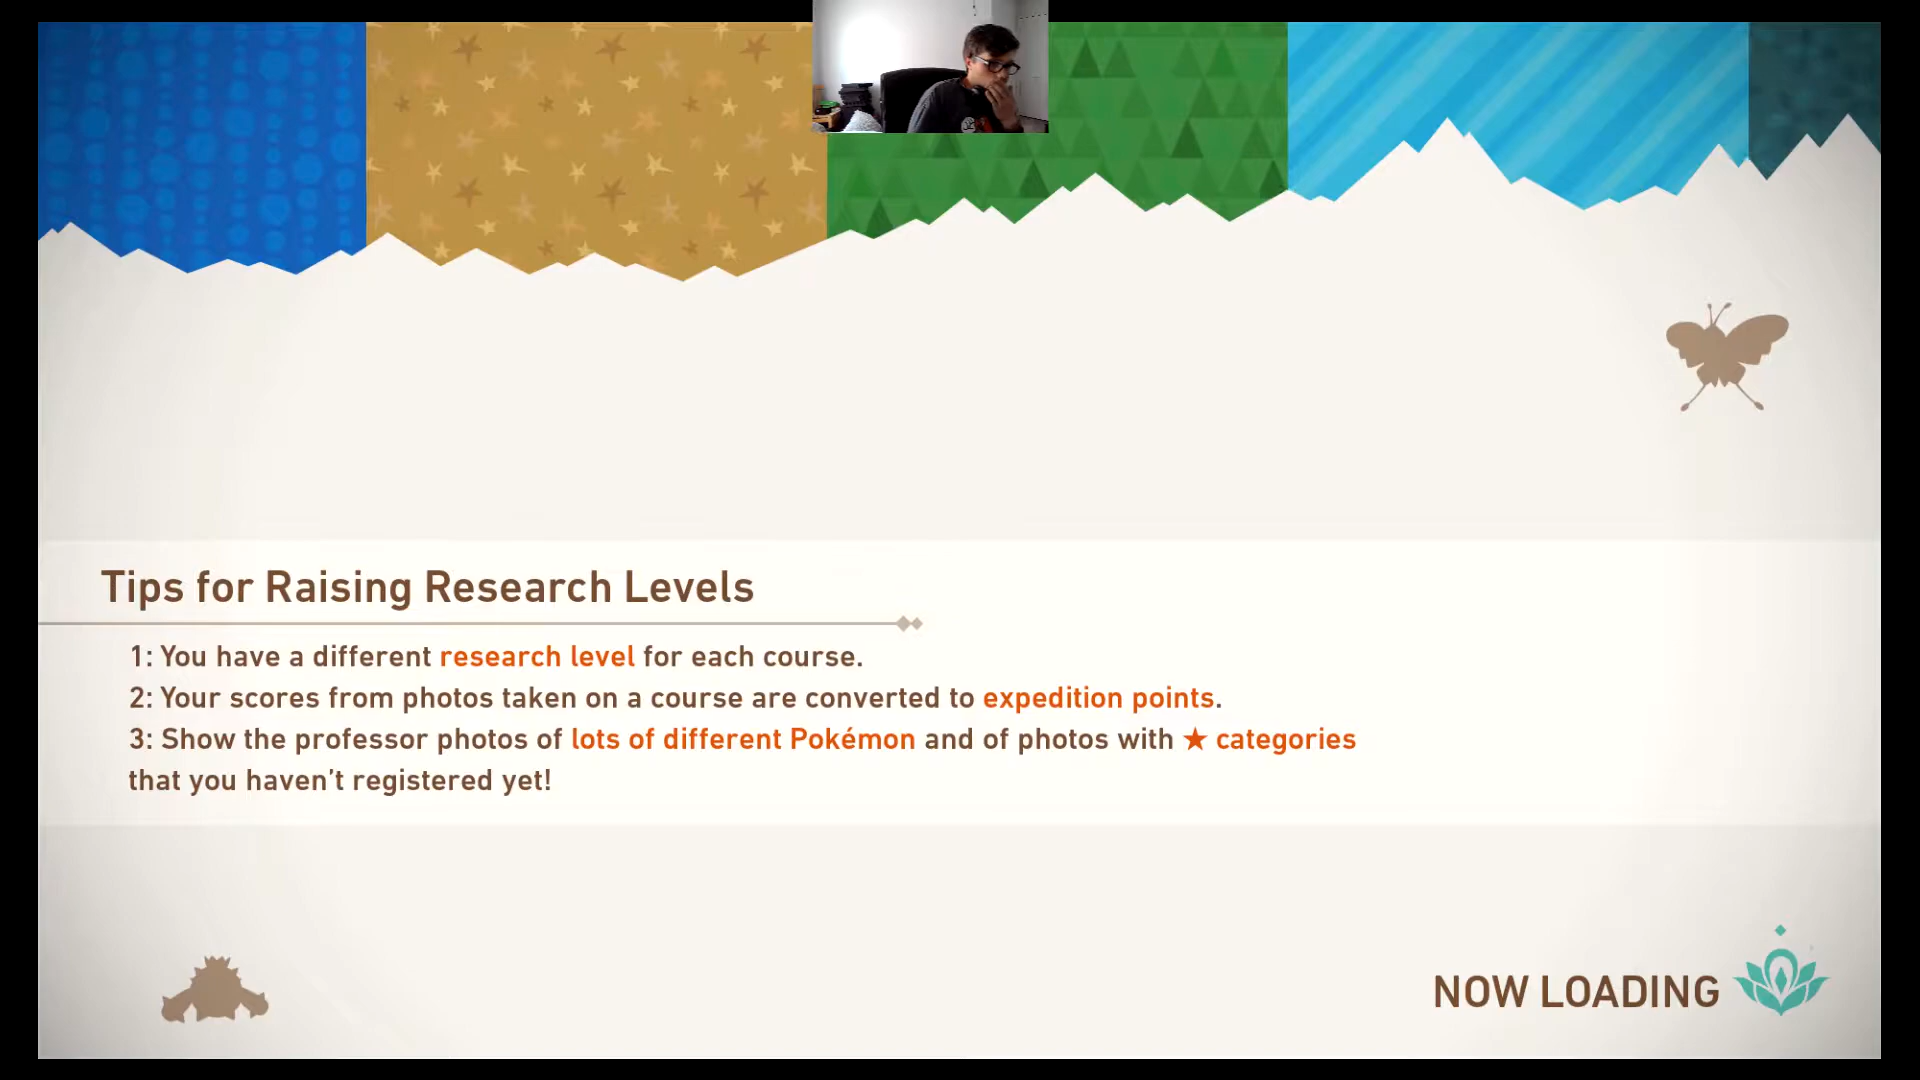 Tips for Raising Research Levels
1: You have a different research level for each course.
2: Your scores from photos taken on a course are converted to expedition points.
3: Show the professor photos of lots of different Pokémon and of photos with ★ categories
that you haven't registered yet!
NOW LOADING